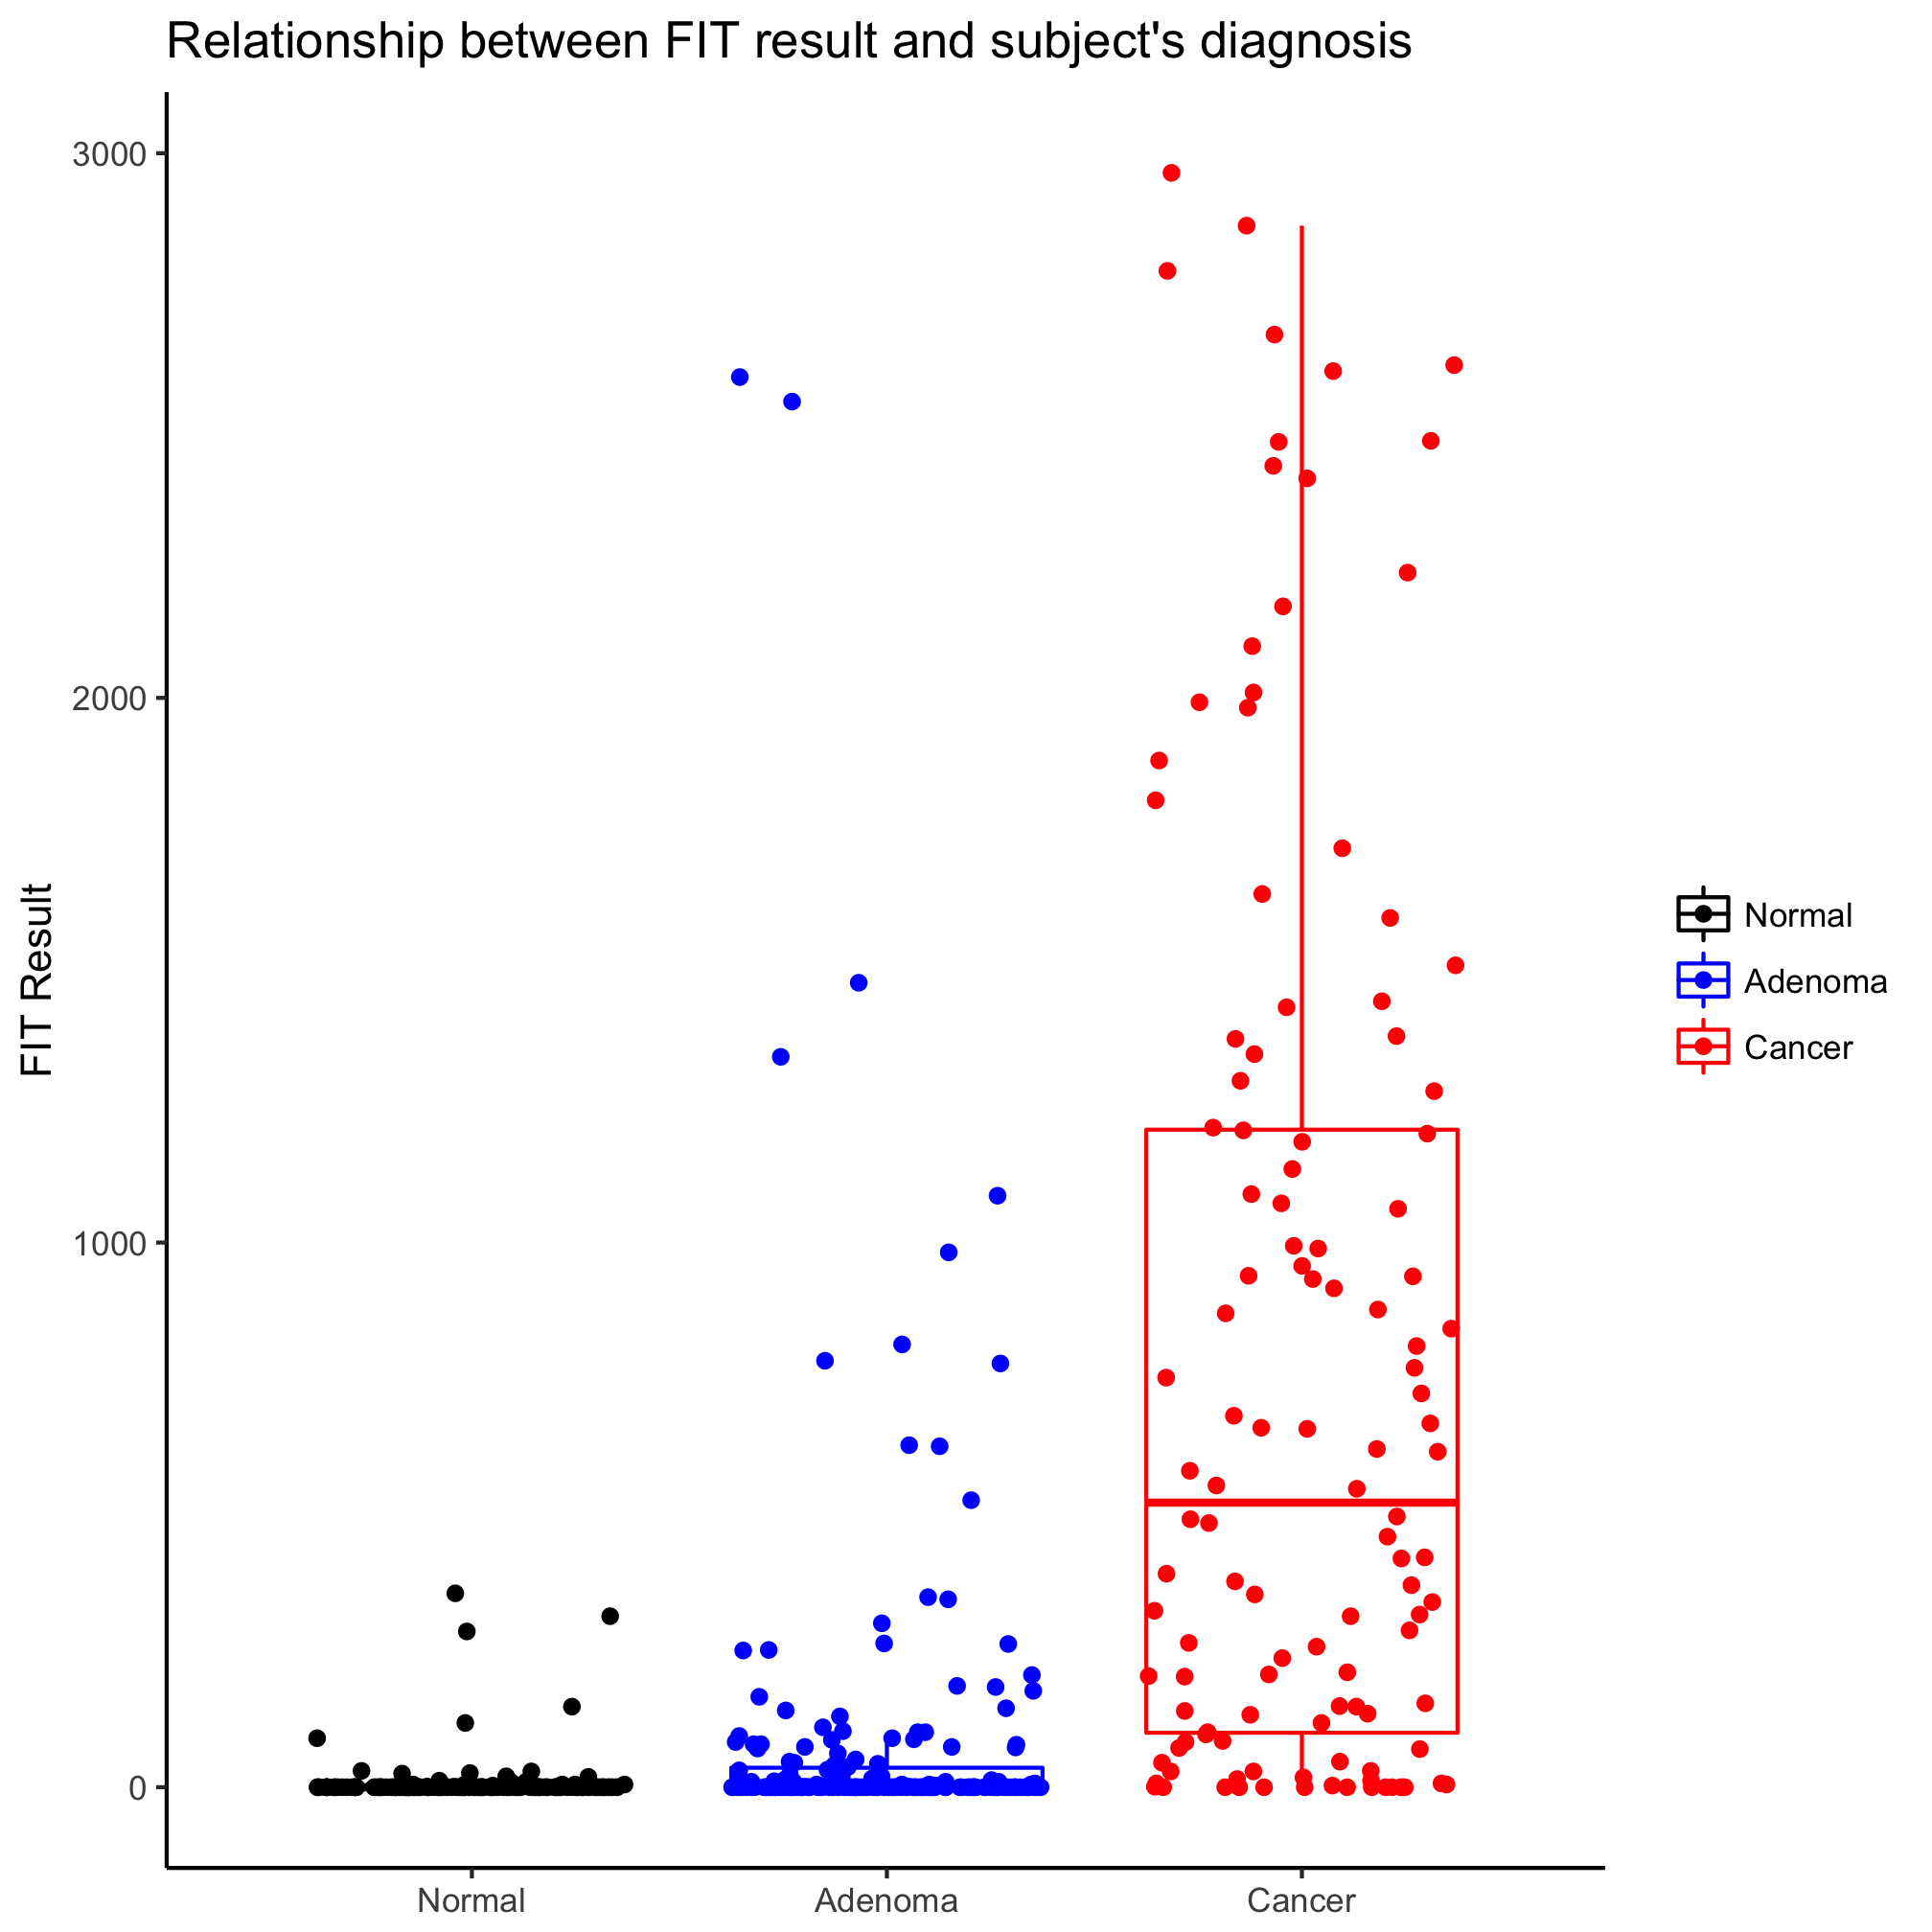 Relationship between FIT result and subject's diagnosis
FIT Result
3000
2000
1000
0
Normal
Adenoma
Cancer
Normal
Adenoma
Cancer